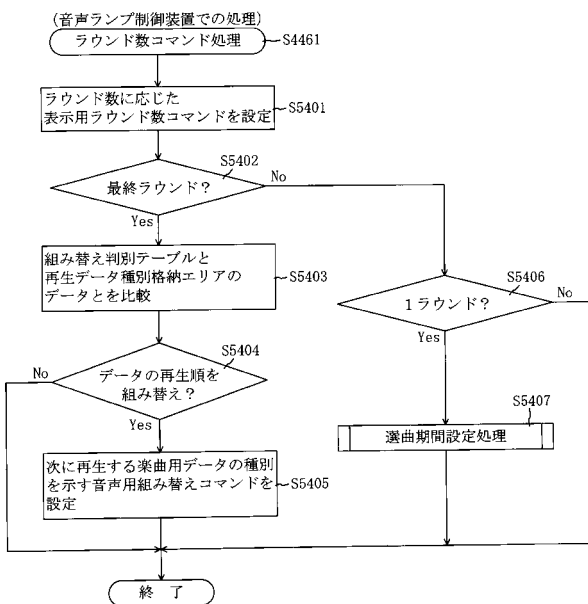 (音声ランプ制御装置での処理)
ラウンド数コマンド処理
S4461
ラウンド数に応じた
表示用ラウンド数コマンドを設定
S5401
S5402
最終ラウンド?
No
Yes
組み替え判別テーブルと
再生データ種別格納エリアの
データとを比較
S5403
S5406
1ラウンド?
No
Yes
S5404
No
データの再生順を
組み替え?
Yes
S5407
選曲期間設定処理
次に再生する楽曲用データの種別
を示す音声用組み替えコマンドを
設定
S5405
終 了